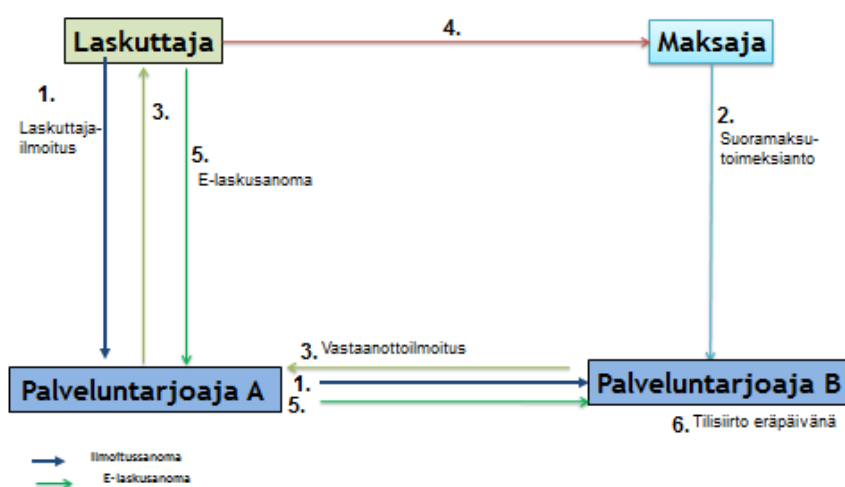 Laskuttaja
4.
Maksaja
1.
Laskuttaja-
ilmoitus
3.
2.
Suoramaksu
toimeksianto
5.
E-laskusanoma
3. Vastaanottoilmoitus
Palveluntarjoaja A
1.
5.
Palveluntarjoaja B
6. Tilisiirto eräpäivänä
Ilmoitussanoma
E-laskusanoma